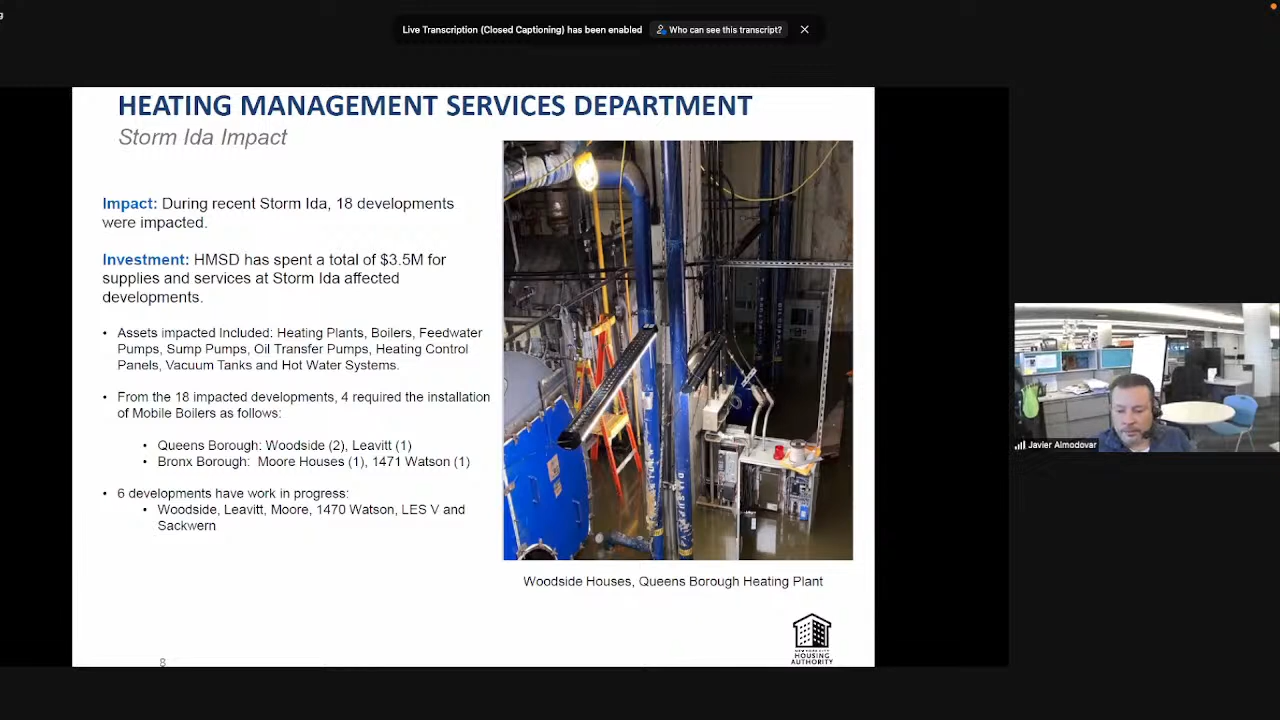 g
Live Transcription (Closed Captioning) has been enabled
Who can see this transcript?
HEATING MANAGEMENT SERVICES DEPARTMENT
Storm Ida Impact
Impact: During recent Storm Ida, 18 developments
were impacted.
Investment: HMSD has spent a total of $3.5M for
supplies and services at Storm Ida affected
developments.
• Assets impacted Included: Heating Plants, Boilers, Feedwater
Pumps, Sump Pumps, Oil Transfer Pumps, Heating Control
Panels, Vacuum Tanks and Hot Water Systems.
• From the 18 impacted developments, 4 required the installation
of Mobile Boilers as follows:
• Queens Borough: Woodside (2), Leavitt (1)
• Bronx Borough: Moore Houses (1), 1471 Watson (1)
• 6 developments have work in progress:
• Woodside, Leavitt, Moore, 1470 Watson, LES V and
Sackwern
Woodside Houses, Queens Borough Heating Plant
NEW YORK CITY
HOUSING
AUTHORITY
8
Javier Almodovar